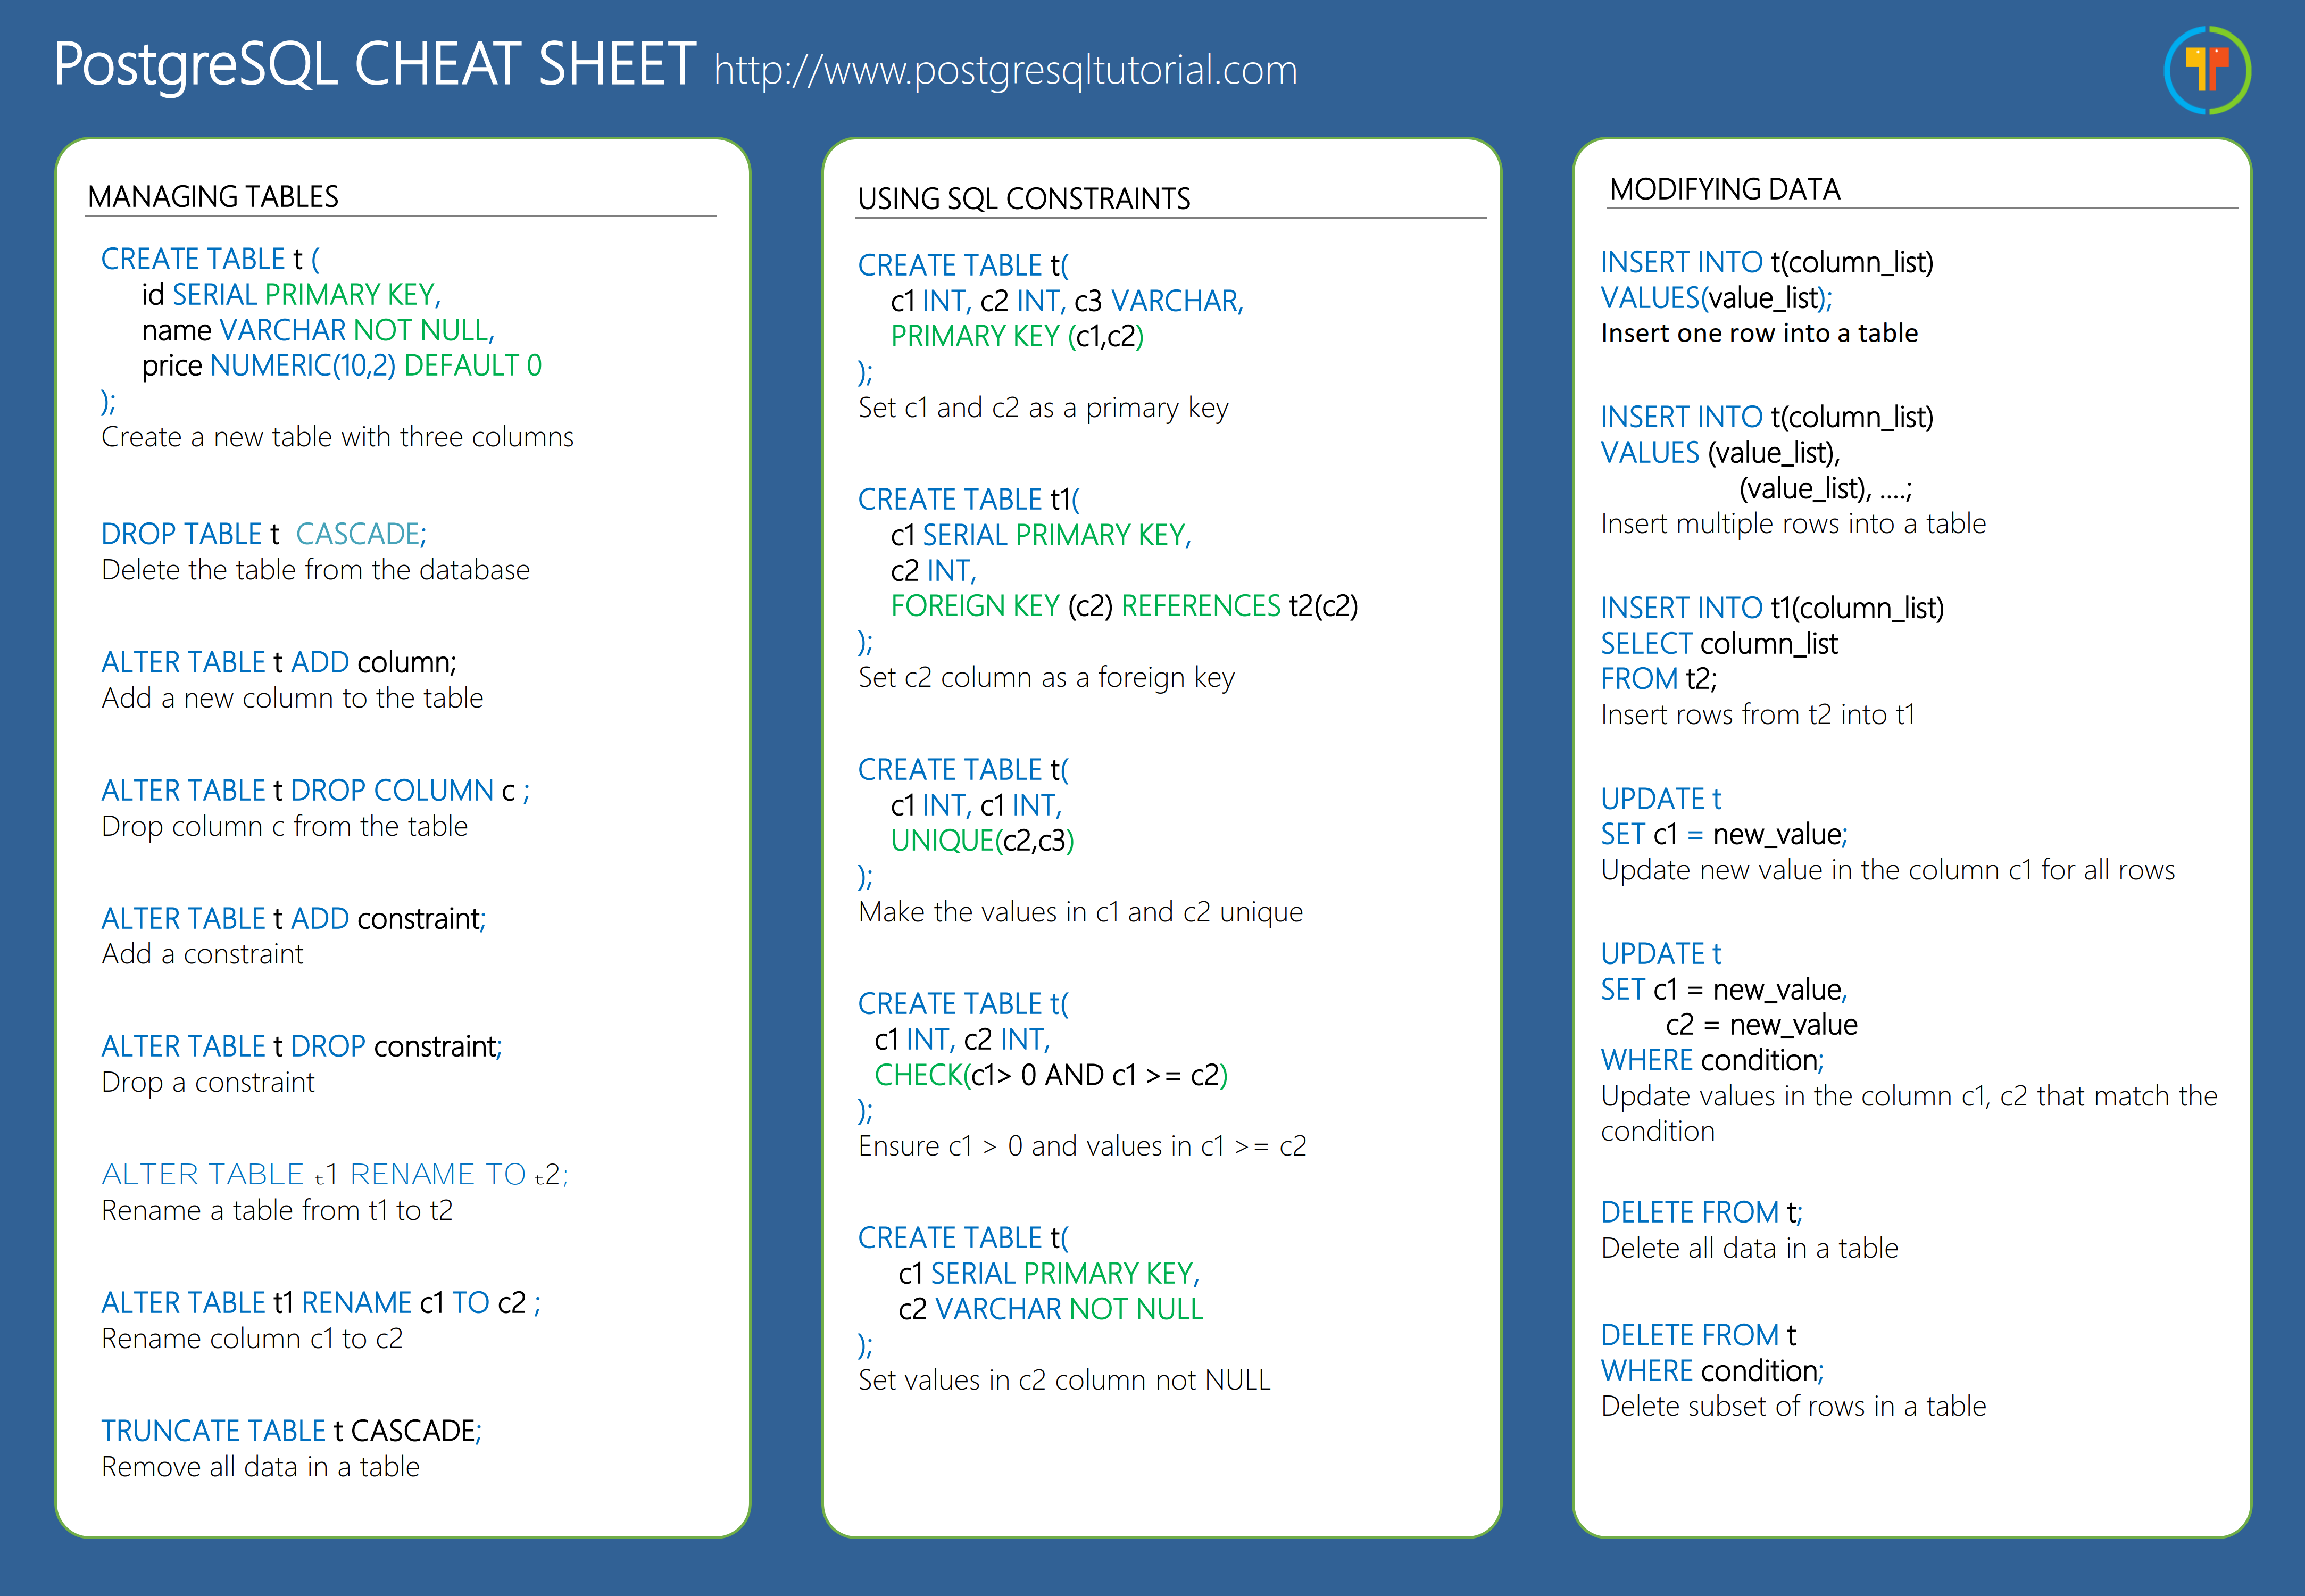 PostgreSQL CHEAT SHEET http://www.postgresqltutorial.com
MANAGING TABLES
CREATE TABLE t (
id SERIAL PRIMARY KEY,
name VARCHAR NOT NULL,
price NUMERIC(10,2) DEFAULT 0
);
Create a new table with three columns
DROP TABLE t CASCADE;
Delete the table from the database
ALTER TABLE t ADD column;
Add a new column to the table
ALTER TABLE t DROP COLUMN c ;
Drop column c from the table
ALTER TABLE t ADD constraint;
Add a constraint
ALTER TABLE t DROP constraint;
Drop a constraint
ALTER TABLE t1 RENAME TO t2;
Rename a table from t1 to t2
ALTER TABLE t1 RENAME c1 TO c2 ;
Rename column c1 to c2
TRUNCATE TABLE t CASCADE;
Remove all data in a table
USING SQL CONSTRAINTS
CREATE TABLE t(
c1 INT, c2 INT, c3 VARCHAR,
PRIMARY KEY (c1,c2)
);
Set c1 and c2 as a primary key
CREATE TABLE t1(
c1 SERIAL PRIMARY KEY,
c2 INT,
FOREIGN KEY (c2) REFERENCES t2(c2)
);
Set c2 column as a foreign key
CREATE TABLE t(
c1 INT, c1 INT,
UNIQUE(c2,c3)
);
Make the values in c1 and c2 unique
CREATE TABLE t(
c1 INT, c2 INT,
CHECK(c1> 0 AND c1 >= c2)
);
Ensure c1 > 0 and values in c1 >= c2
CREATE TABLE t(
c1 SERIAL PRIMARY KEY,
c2 VARCHAR NOT NULL
);
Set values in c2 column not NULL
MODIFYING DATA
INSERT INTO t(column_list)
VALUES(value_list);
Insert one row into a table
INSERT INTO t(column_list)
VALUES (value_list),
(value_list), ....;
Insert multiple rows into a table
INSERT INTO t1(column_list)
SELECT column_list
FROM t2;
Insert rows from t2 into t1
UPDATE t
SET c1 = new_value;
Update new value in the column c1 for all rows
UPDATE t
SET c1 = new_value,
c2 = new_value
WHERE condition;
Update values in the column c1, c2 that match the
condition
DELETE FROM t;
Delete all data in a table
DELETE FROM t
WHERE condition;
Delete subset of rows in a table